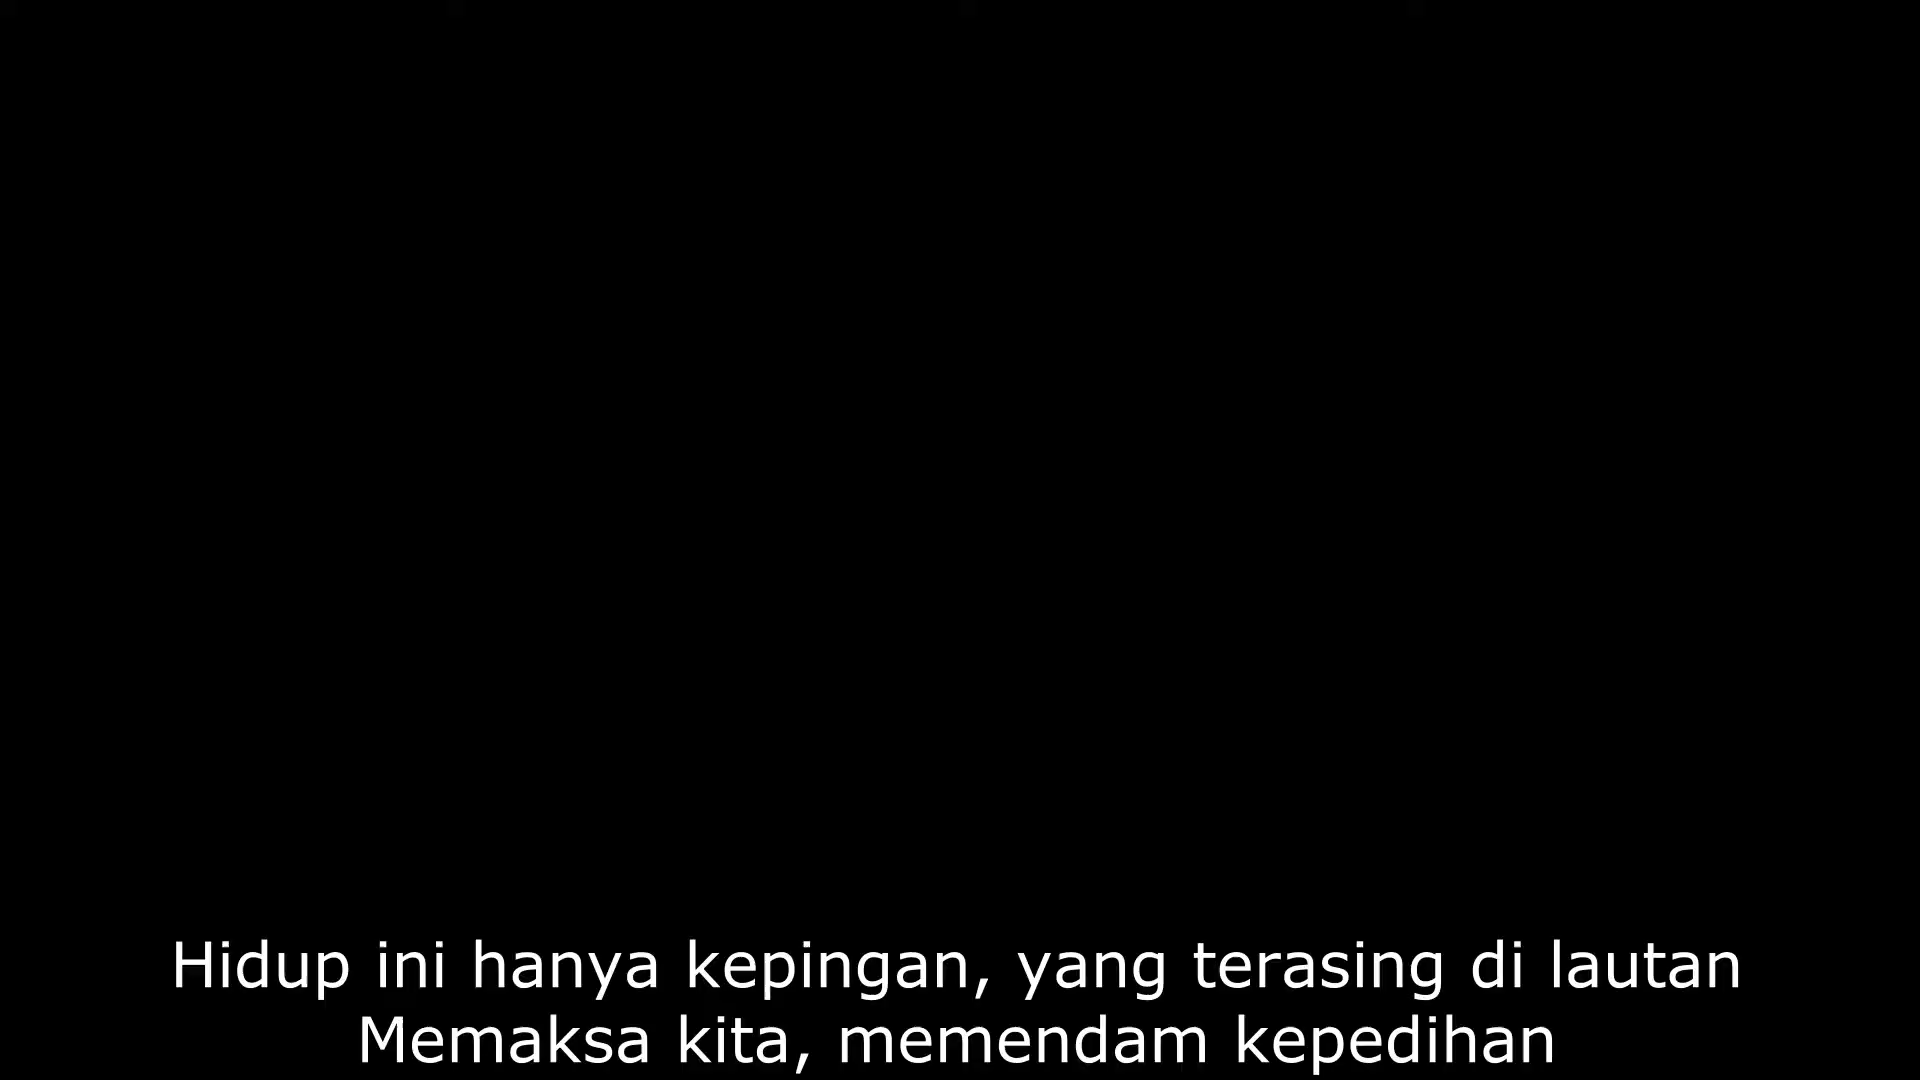 Hidup ini hanya kepingan, yang terasing di lautan
Memaksa kita, memendam kepedihan